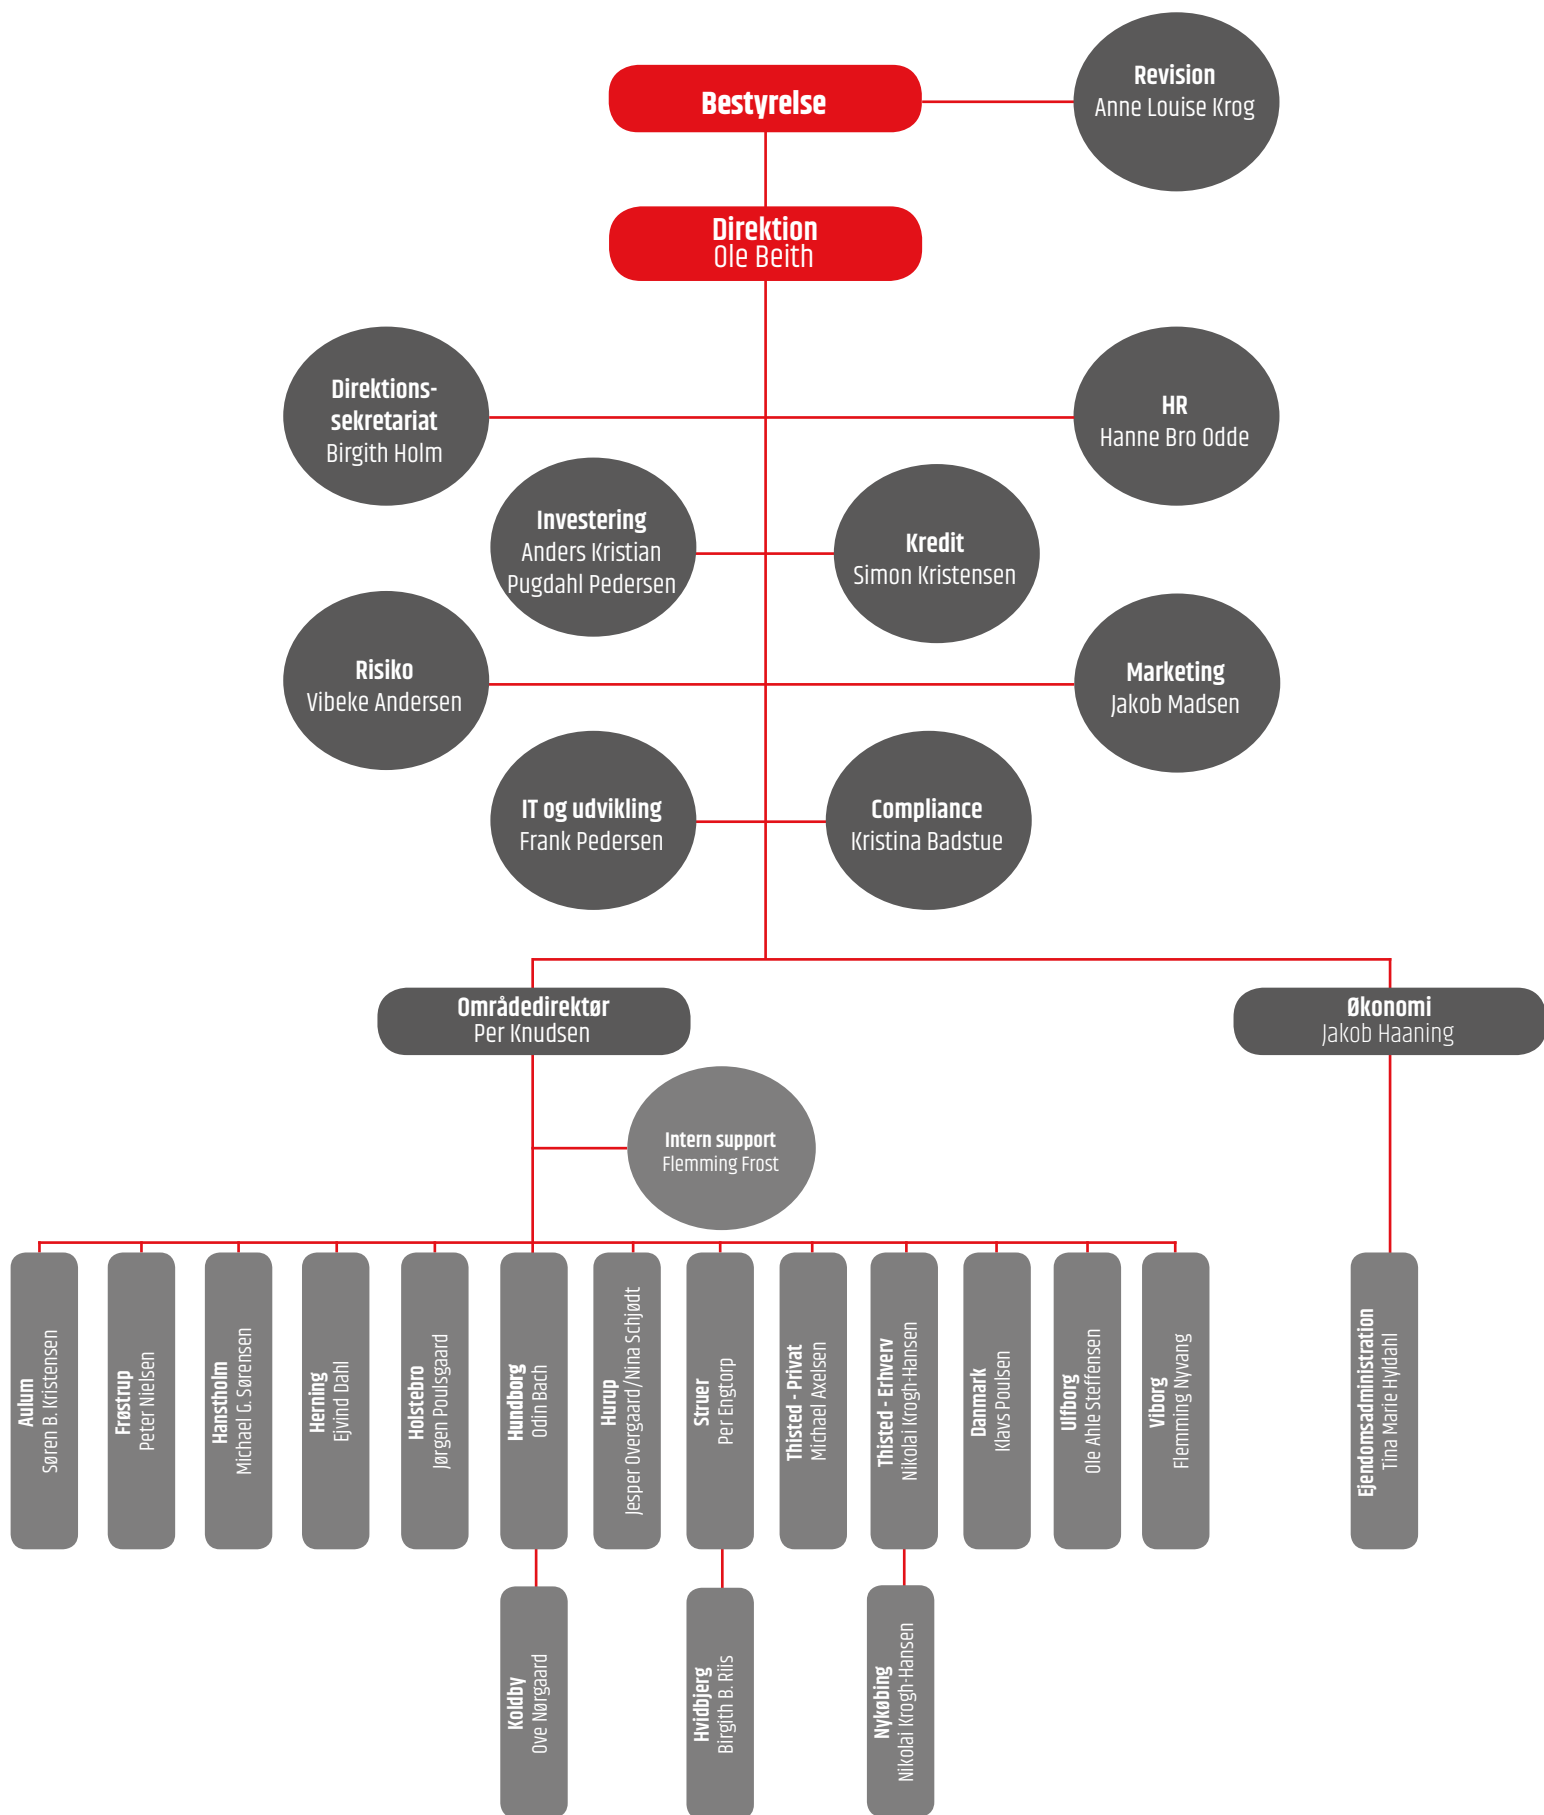 Bestyrelse
Revision
Anne Louise Krog
Direktion
Ole Beith
Direktions-
sekretariat
Birgith Holm
HR
Hanne Bro Odde
Investering
Anders Kristian
Pugdahl Pedersen
Kredit
Simon Kristensen
Risiko
Vibeke Andersen
Marketing
Jakob Madsen
IT og udvikling
Frank Pedersen
Compliance
Kristina Badstue
Områdedirektør
Per Knudsen
Økonomi
Jakob Haaning
Intern support
Flemming Frost
Aulum
Søren B. Kristensen
Frøstrup
Peter Nielsen
Hanstholm
Michael G. Sørensen
Herning
Ejvind Dahl
Holstebro
Jørgen Poulsgaard
Hundborg
Odin Bach
Hurup
Jesper Overgaard/Nina Schjødt
Struer
Per Engtorp
Thisted - Privat
Michael Axelsen
Thisted - Erhverv
Nikolai Krogh-Hansen
Danmark
Klavs Poulsen
Ulfborg
Ole Ahle Steffensen
Viborg
Flemming Nyvang
Ejendomsadministration
Tina Marie Hyldahl
Koldby
Ove Nørgaard
Hvidbjerg
Birgith B. Riis
Nykøbing
Nikolai Krogh-Hansen